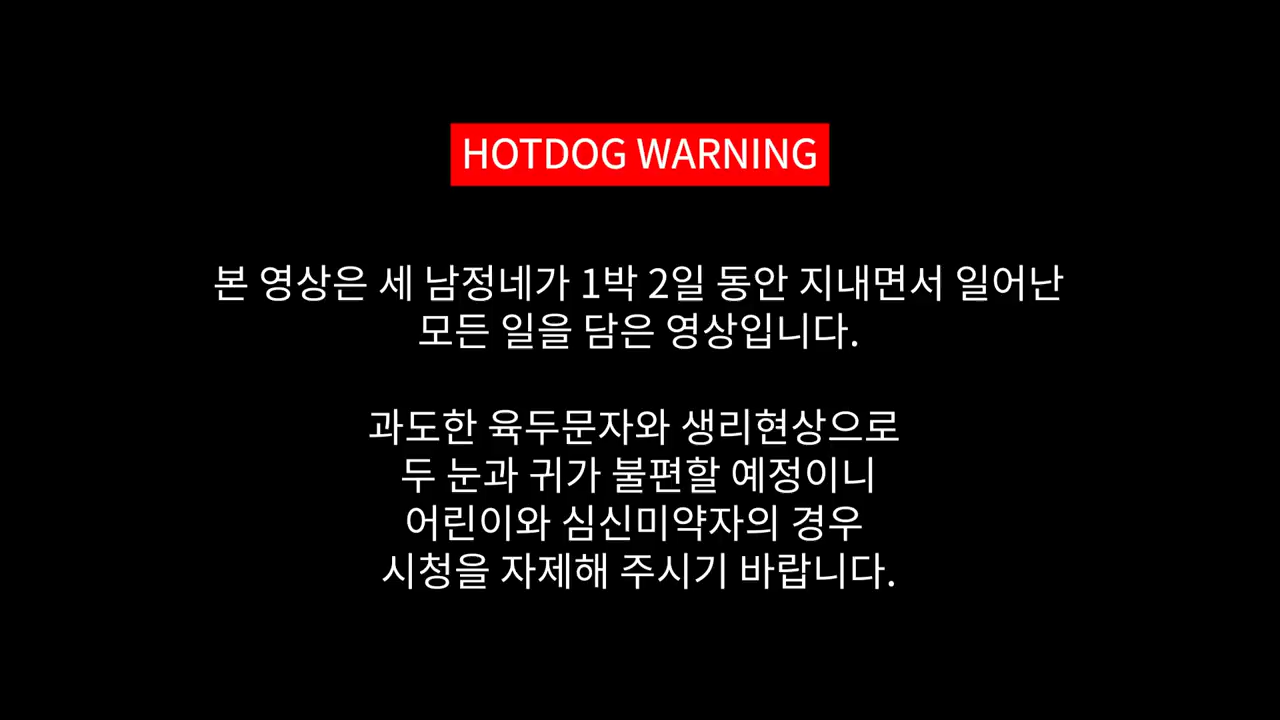 HOTDOG WARNING
본 영상은 세 남정네가 1박 2일 동안 지내면서 일어난
모든 일을 담은 영상입니다.
과도한 육두문자와 생리현상으로
두 눈과 귀가 불편할 예정이니
어린이와 심신미약자의 경우
시청을 자제해 주시기 바랍니다.